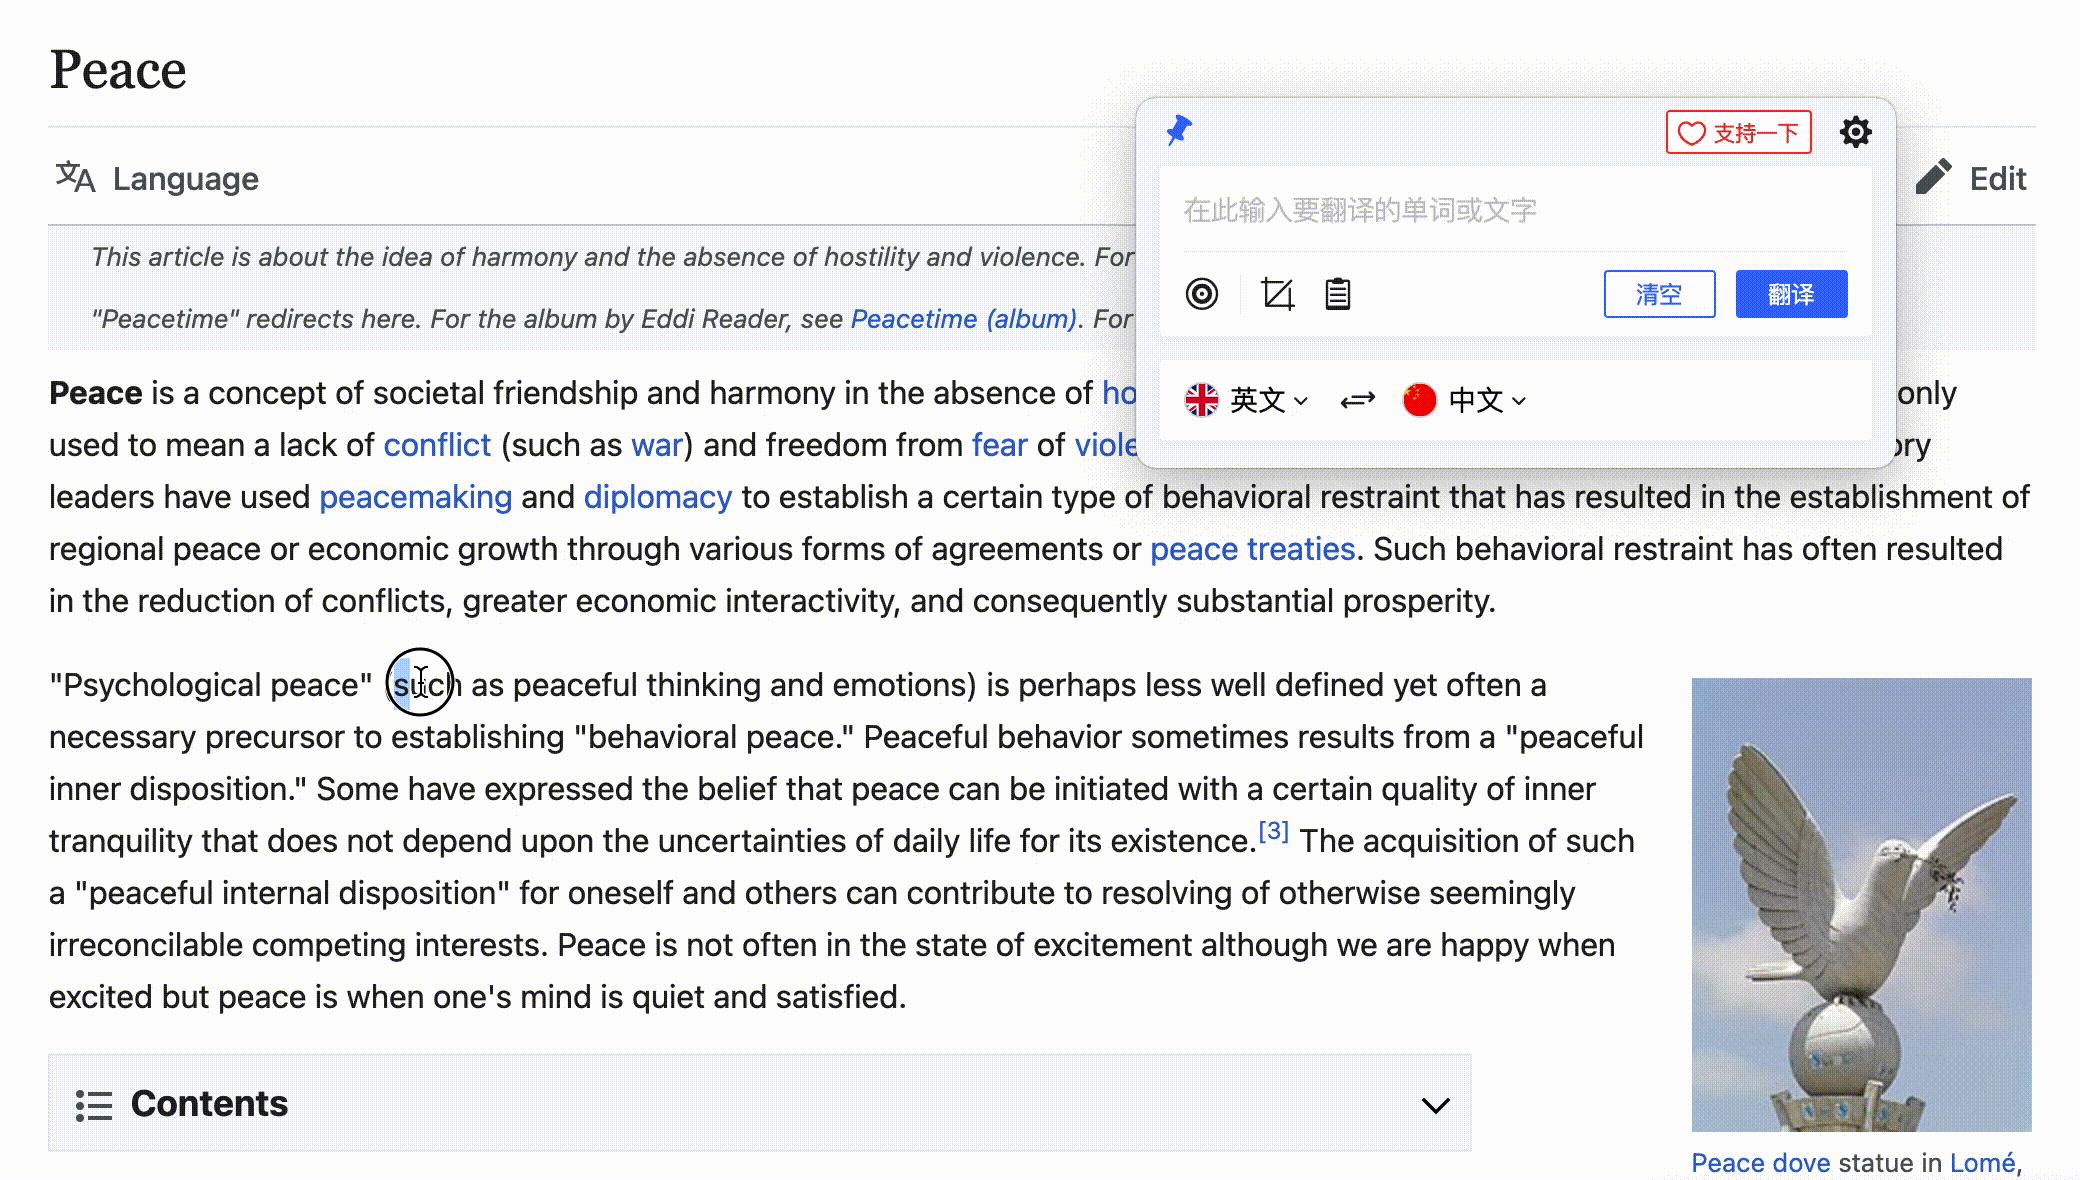 Peace
支持一下
Language
Edit
在此输入要翻译的单词或文字
清空
翻译
英文
中文
This article is about the idea of harmony and the absence of hostility and violence. For
"Peacetime" redirects here. For the album by Eddi Reader, see Peacetime (album). For
Peace is a concept of societal friendship and harmony in the absence of only
used to mean a lack of conflict (such as war) and freedom from fear of
leaders have used peacemaking and diplomacy to establish a certain type of behavioral restraint that has resulted in the establishment of
regional peace or economic growth through various forms of agreements or peace treaties. Such behavioral restraint has often resulted
in the reduction of conflicts, greater economic interactivity, and consequently substantial prosperity.
"Psychological peace" (such as peaceful thinking and emotions) is perhaps less well defined yet often a
necessary precursor to establishing "behavioral peace." Peaceful behavior sometimes results from a "peaceful
inner disposition." Some have expressed the belief that peace can be initiated with a certain quality of inner
tranquility that does not depend upon the uncertainties of daily life for its existence.[3] The acquisition of such
a "peaceful internal disposition" for oneself and others can contribute to resolving of otherwise seemingly
irreconcilable competing interests. Peace is not often in the state of excitement although we are happy when
excited but peace is when one's mind is quiet and satisfied.
Contents
Peace dove statue in Lomé,